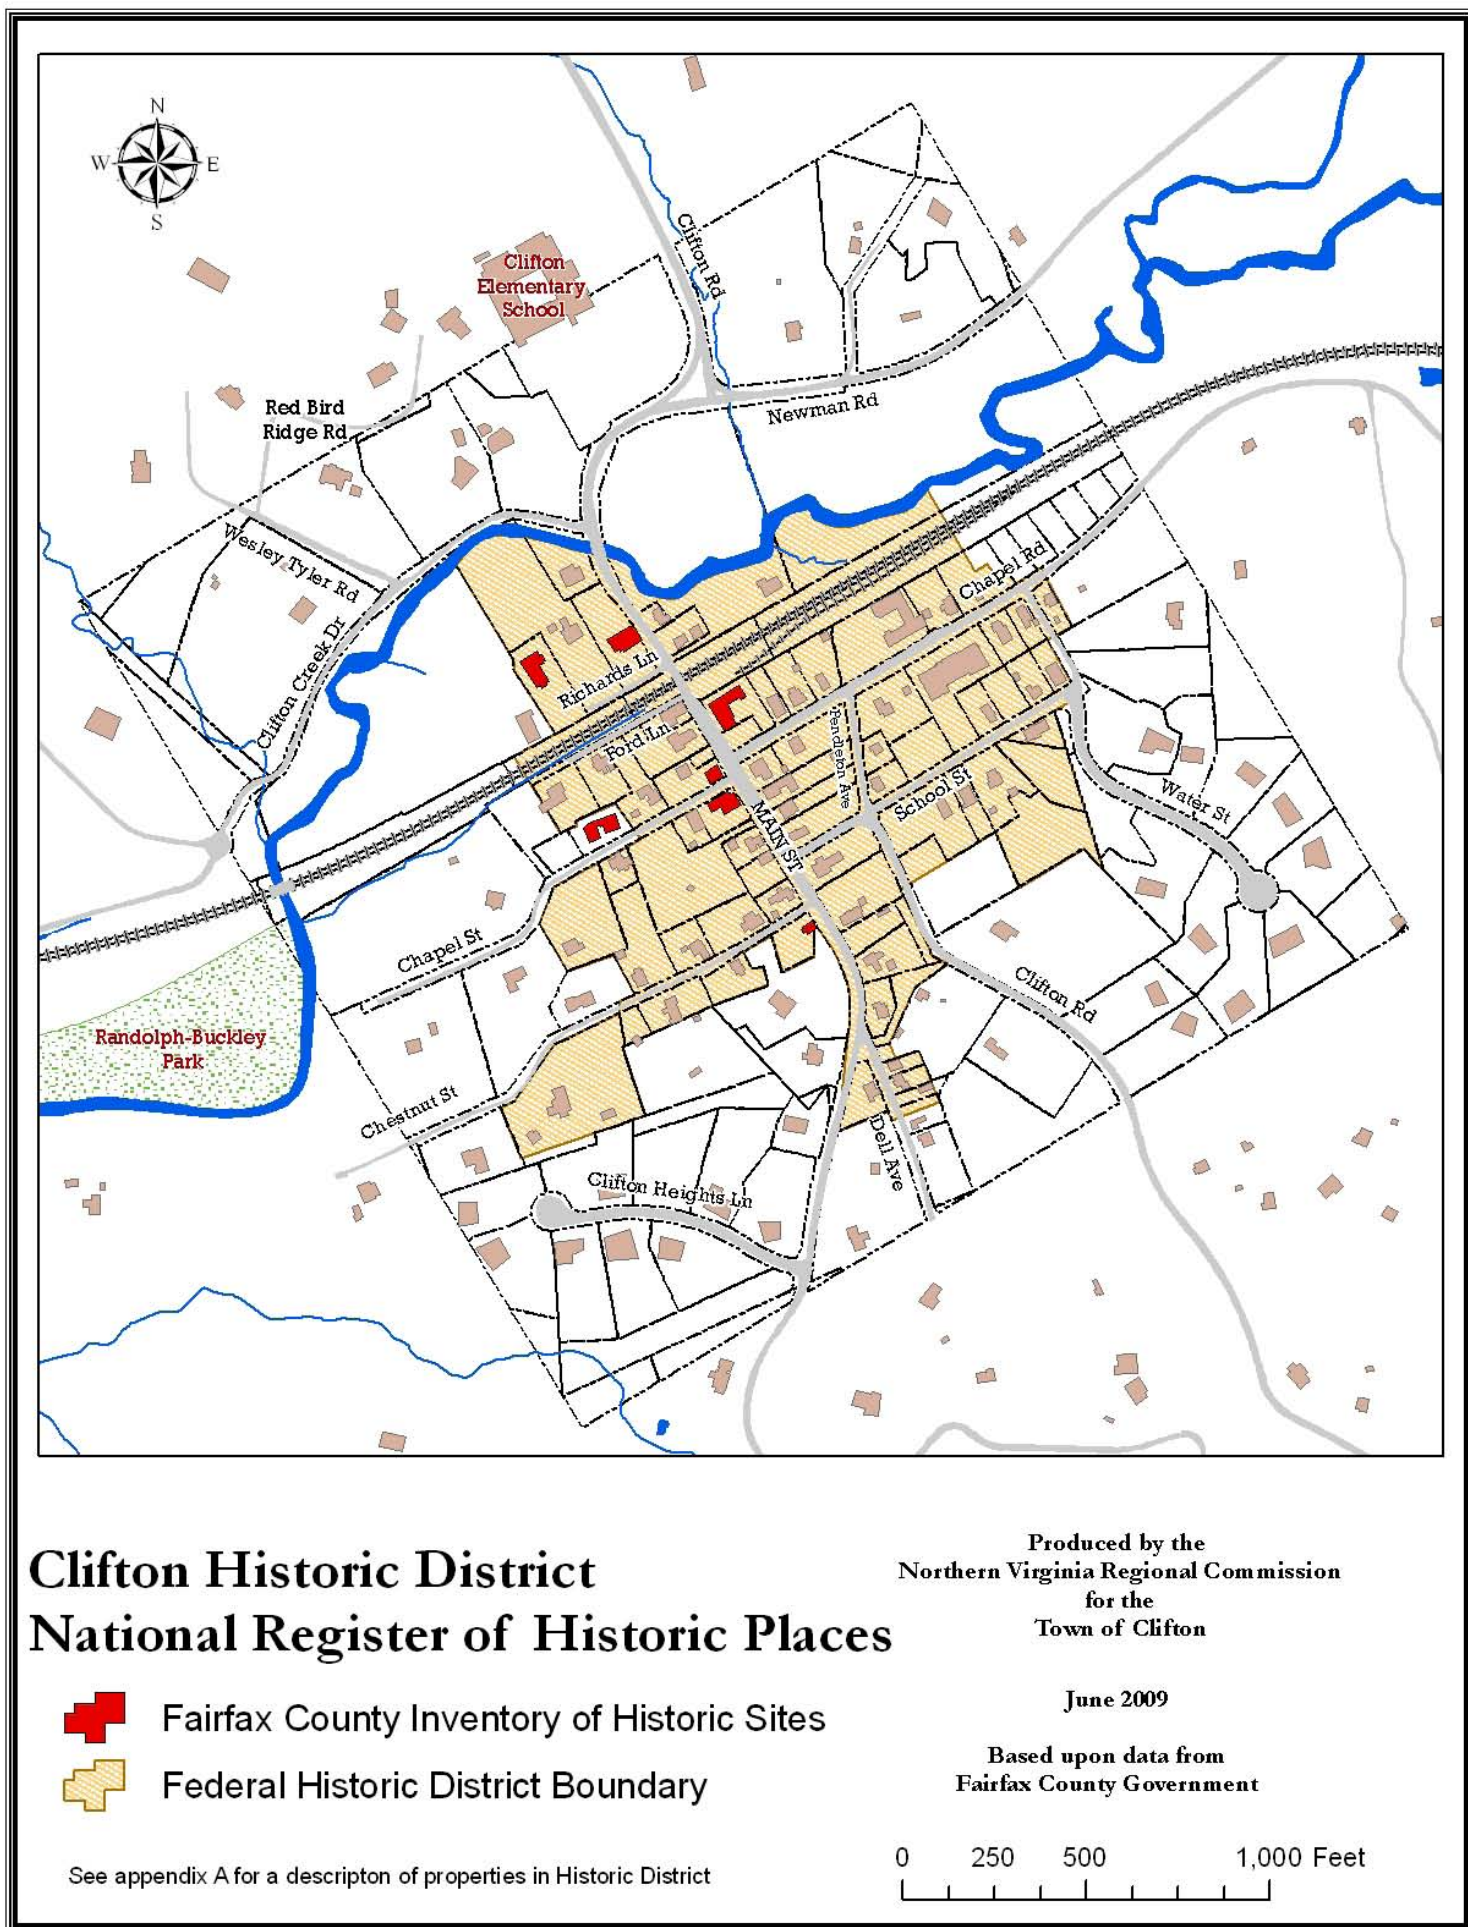 N
W
E
S
Clifton
Elementary
School
Clifton Rd
Newman Rd
Red Bird
Ridge Rd
Wesley Tyler Rd
Clifton Creek Dr
Chapel Rd
Richards Ln
Ford Ln
Pendleton Ave
School St
MAIN ST
Water St
Chapel St
Clifton Rd
Randolph-Buckley
Park
Chestnut St
Dell Ave
Clifton Heights Ln
Clifton Historic District
National Register of Historic Places
Fairfax County Inventory of Historic Sites
Federal Historic District Boundary
See appendix A for a descripton of properties in Historic District
Produced by the
Northern Virginia Regional Commission
for the
Town of Clifton
June 2009
Based upon data from
Fairfax County Government
0 250 500 1,000 Feet